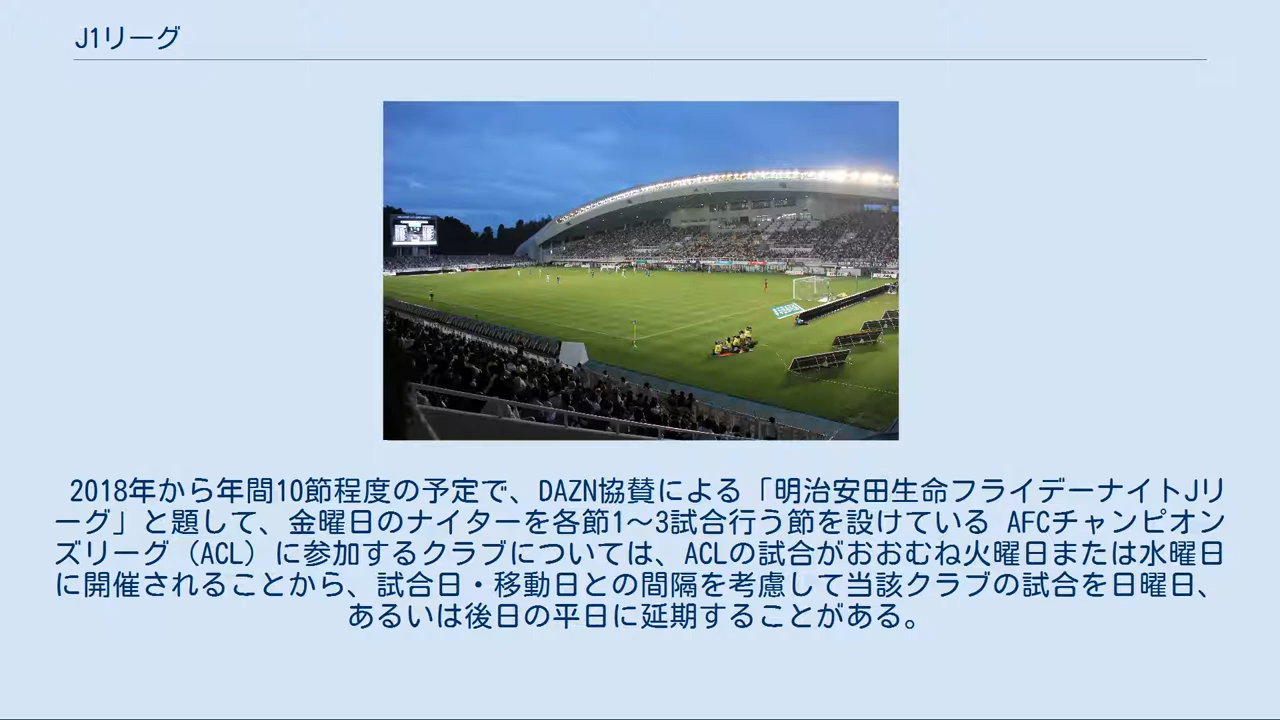 J1リーグ
2018年から年間10節程度の予定で、DAZN協賛による「明治安田生命フライデーナイトJリ
ーグ」と題して、金曜日のナイターを各節1〜3試合行う節を設けている AFCチャンピオン
ズリーグ（ACL）に参加するクラブについては、ACLの試合がおおむね火曜日または水曜日
に開催されることから、試合日・移動日との間隔を考慮して当該クラブの試合を日曜日、
あるいは後日の平日に延期することがある。